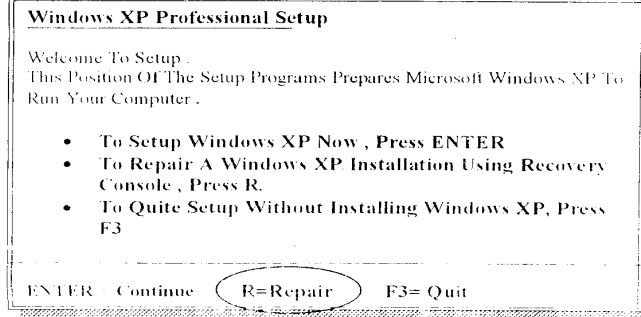 Windows XP Professional Setup
Welcome To Setup .
This Position Of The Setup Programs Prepares Microsoft Windows XP To
Run Your Computer .
• To Setup Windows XP Now , Press ENTER
• To Repair A Windows XP Installation Using Recovery
Console , Press R.
• To Quite Setup Without Installing Windows XP, Press
F3
ENTER Continue R=Repair F3= Quit